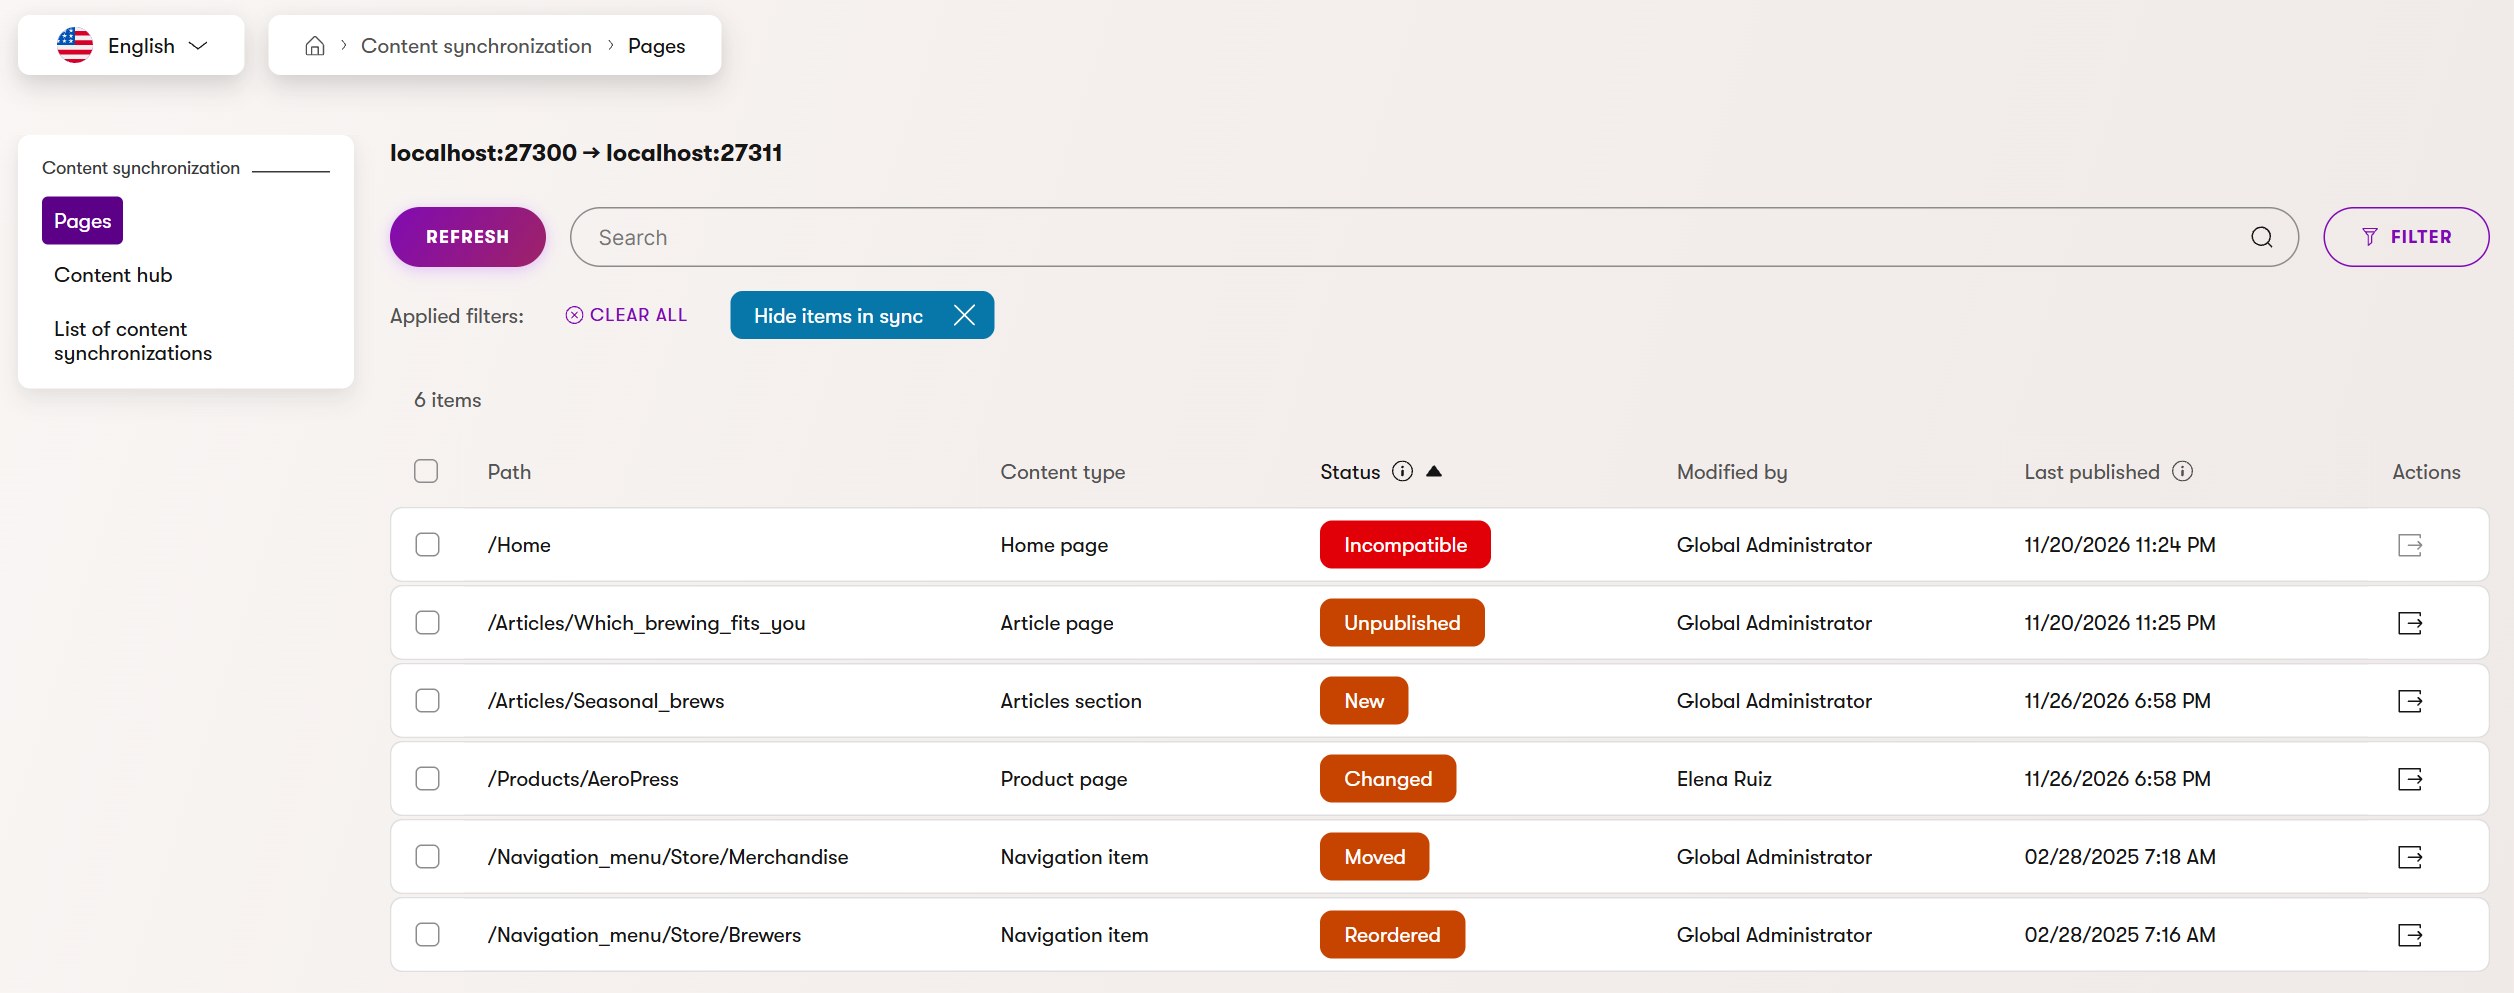 English
Content synchronization Pages
Content synchronization
Pages
Content hub
List of content
synchronizations
localhost:27300 → localhost:27311
REFRESH Search FILTER
Applied filters: CLEAR ALL Hide items in sync
6 items
Path Content type Status Modified by Last published Actions
/Home Home page Incompatible Global Administrator 11/20/2026 11:24 PM
/Articles/Which_brewing_fits_you Article page Unpublished Global Administrator 11/20/2026 11:25 PM
/Articles/Seasonal_brews Articles section New Global Administrator 11/26/2026 6:58 PM
/Products/AeroPress Product page Changed Elena Ruiz 11/26/2026 6:58 PM
/Navigation_menu/Store/Merchandise Navigation item Moved Global Administrator 02/28/2025 7:18 AM
/Navigation_menu/Store/Brewers Navigation item Reordered Global Administrator 02/28/2025 7:16 AM